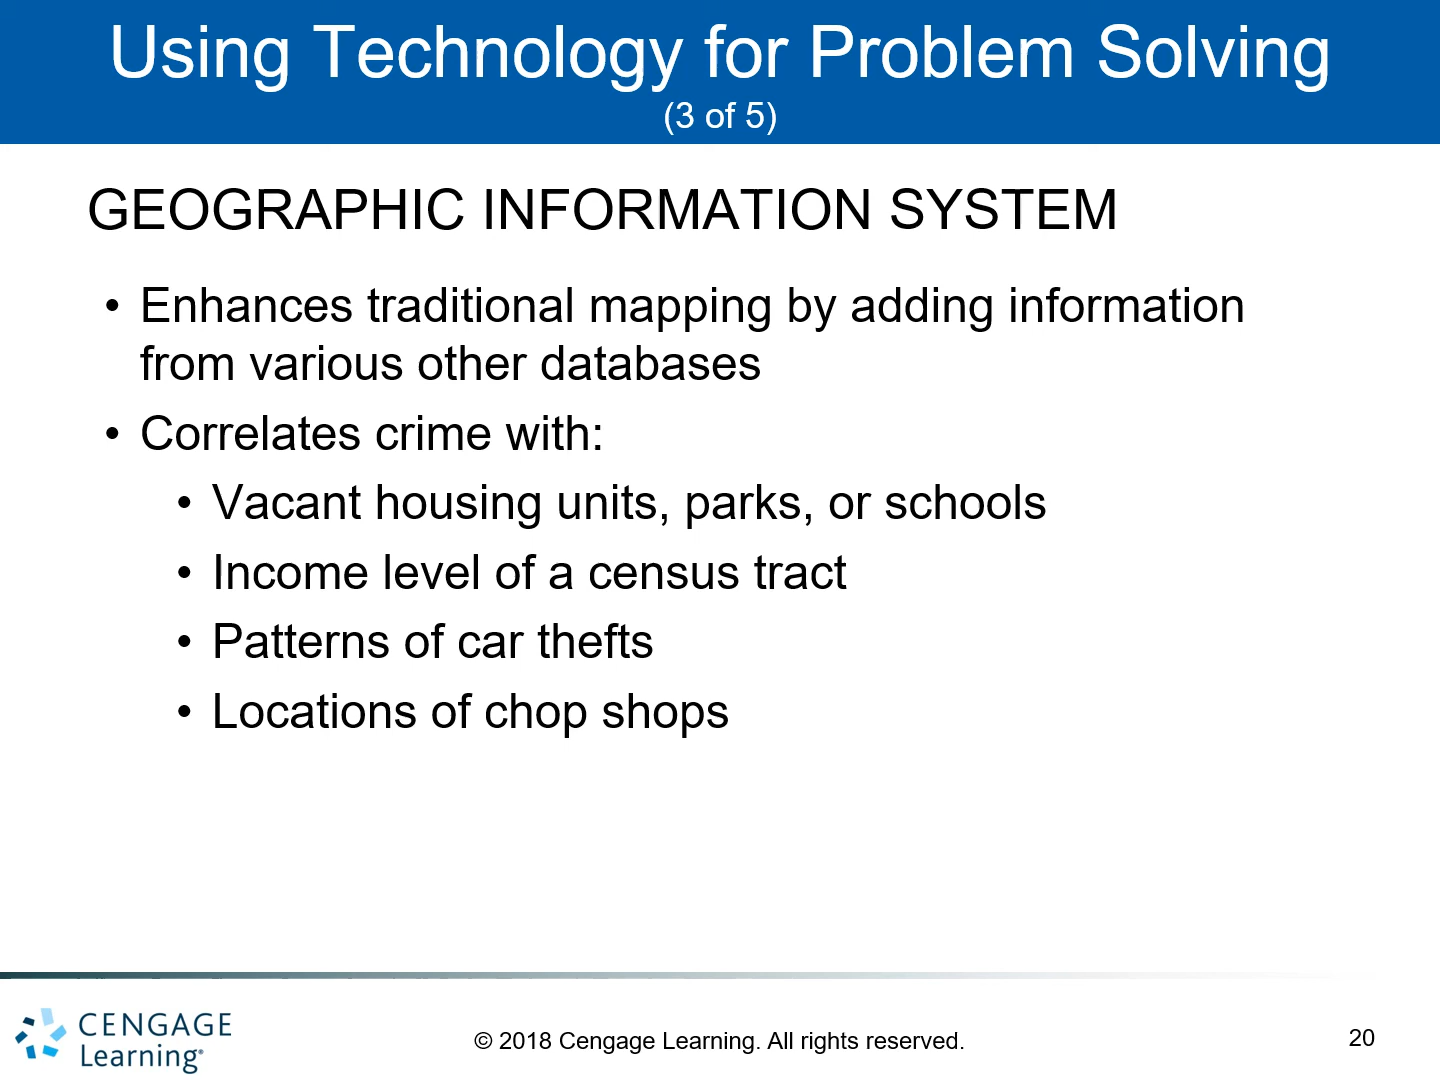 Using Technology for Problem Solving
(3 of 5)
GEOGRAPHIC INFORMATION SYSTEM
• Enhances traditional mapping by adding information
from various other databases
• Correlates crime with:
• Vacant housing units, parks, or schools
• Income level of a census tract
• Patterns of car thefts
• Locations of chop shops
CENGAGE
Learning®
© 2018 Cengage Learning. All rights reserved.
20